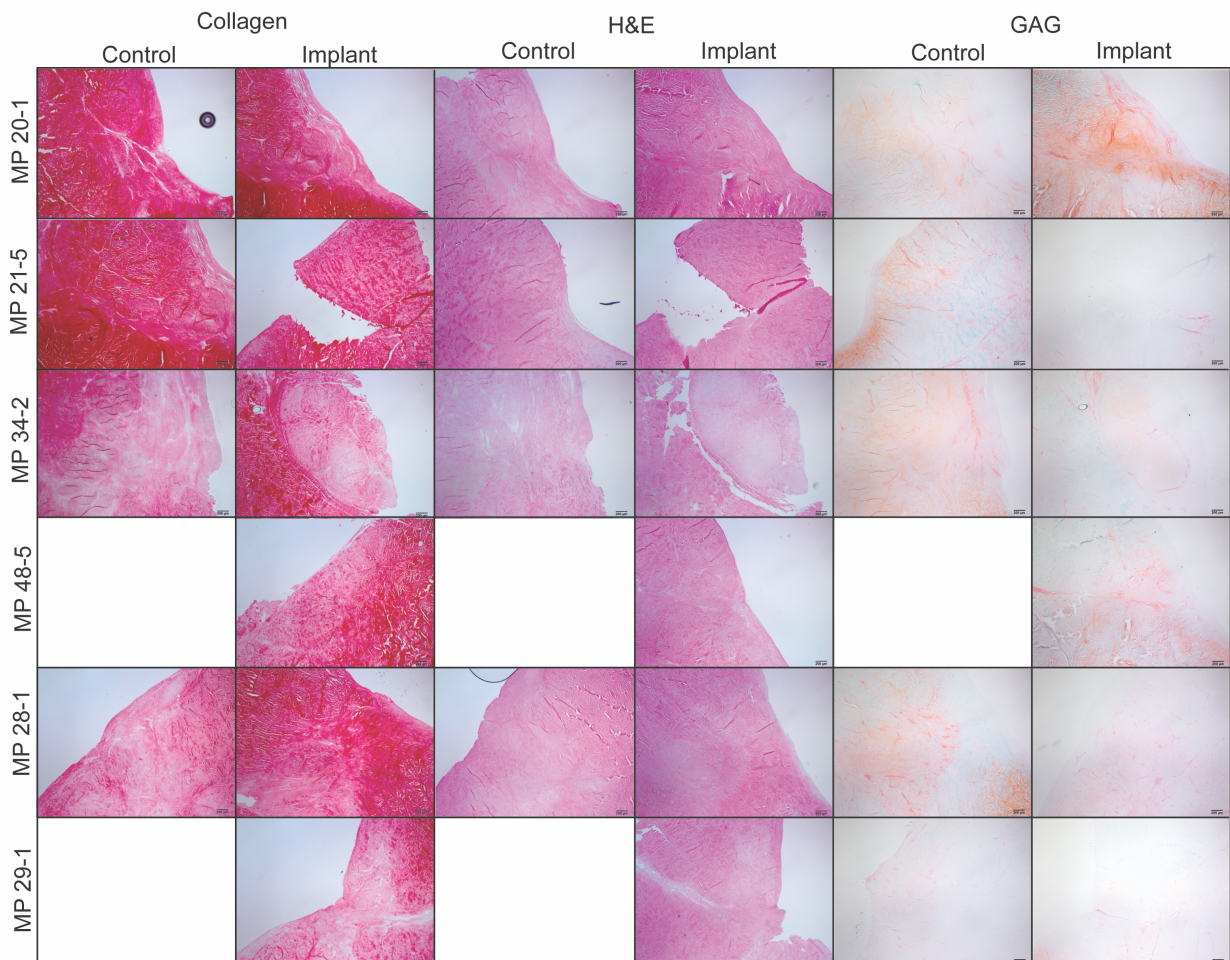 Collagen H&E GAG
Control Implant Control Implant Control Implant
MP 20-1
MP 21-5
MP 34-2
MP 48-5
MP 28-1
MP 29-1